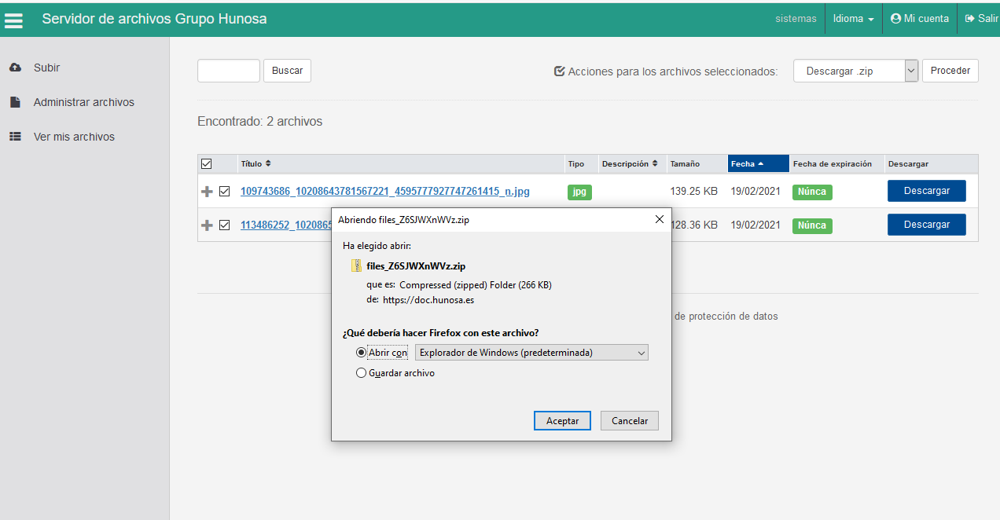 Servidor de archivos Grupo Hunosa
sistemas Idioma Mi cuenta Salir
Subir
Administrar archivos
Ver mis archivos
Buscar Acciones para los archivos seleccionados: Descargar .zip Proceder
Encontrado: 2 archivos
Título Tipo Descripción Tamaño Fecha Fecha de expiración Descargar
109743686_10208643781567221_4595777927747261415_n.jpg jpg 139.25 KB 19/02/2021 Núnca Descargar
113486252_102086 128.36 KB 19/02/2021 Núnca Descargar
de protección de datos
Abriendo files_Z6SJWXnWVz.zip
Ha elegido abrir:
files_Z6SJWXnWVz.zip
que es: Compressed (zipped) Folder (266 KB)
de: https://doc.hunosa.es
¿Qué debería hacer Firefox con este archivo?
Abrir con Explorador de Windows (predeterminada)
Guardar archivo
Aceptar Cancelar